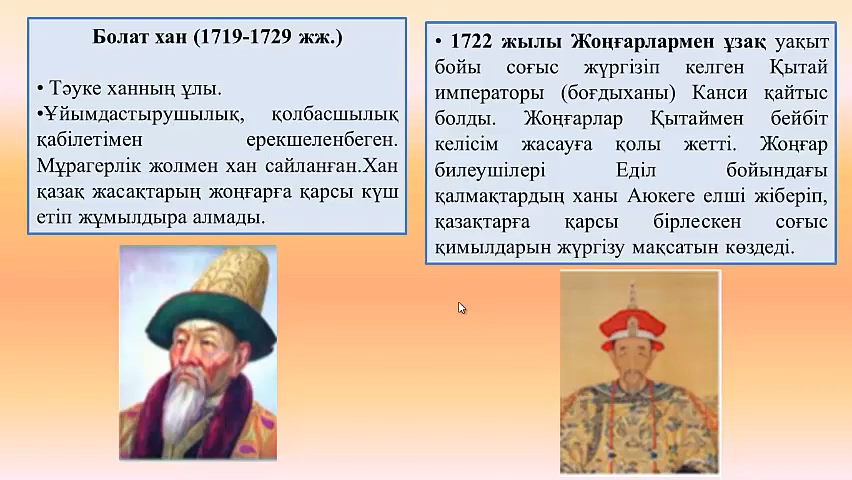 Болат хан (1719-1729 жж.)
• Тәуке ханның ұлы.
•Ұйымдастырушылық, қолбасшылық
қабілетімен ерекшеленбеген.
Мұрагерлік жолмен хан сайланған.Хан
қазақ жасақтарың жоңғарға қарсы күш
етіп жұмылдыра алмады.
• 1722 жылы Жоңғарлармен ұзақ уақыт
бойы соғыс жүргізіп келген Қытай
императоры (боғдыханы) Канси қайтыс
болды. Жоңғарлар Қытаймен бейбіт
келісім жасауға қолы жетті. Жоңғар
билеушілері Еділ бойындағы
қалмақтардың ханы Аюкеге елші жіберіп,
қазақтарға қарсы бірлескен соғыс
қимылдарын жүргізу мақсатын көздеді.